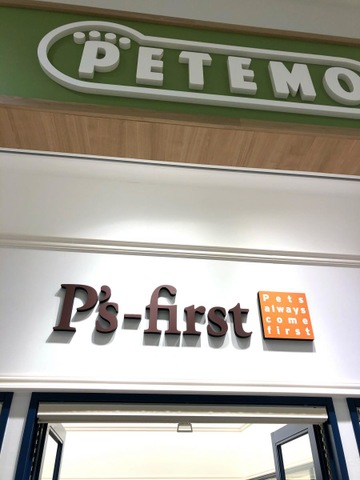 PETEMO
P's-first
Pets
always
come
first